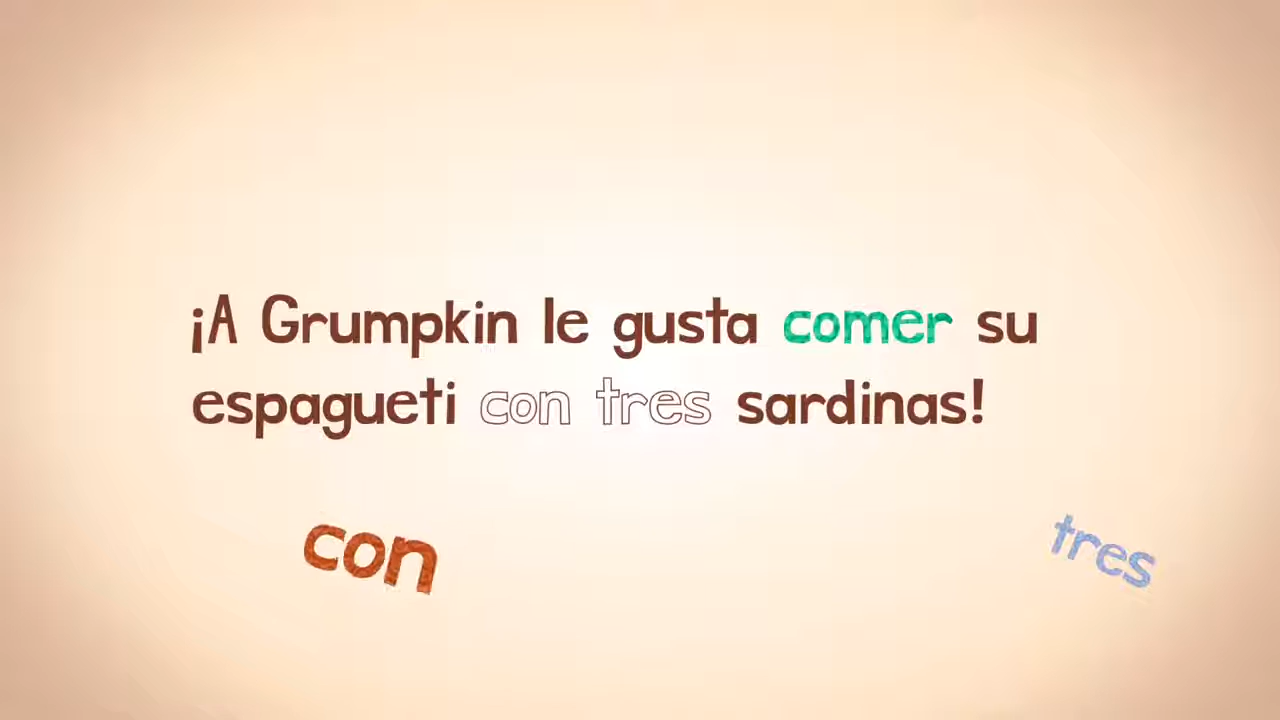 ¡A Grumpkin le gusta comer su
espagueti con tres sardinas!
con
tres